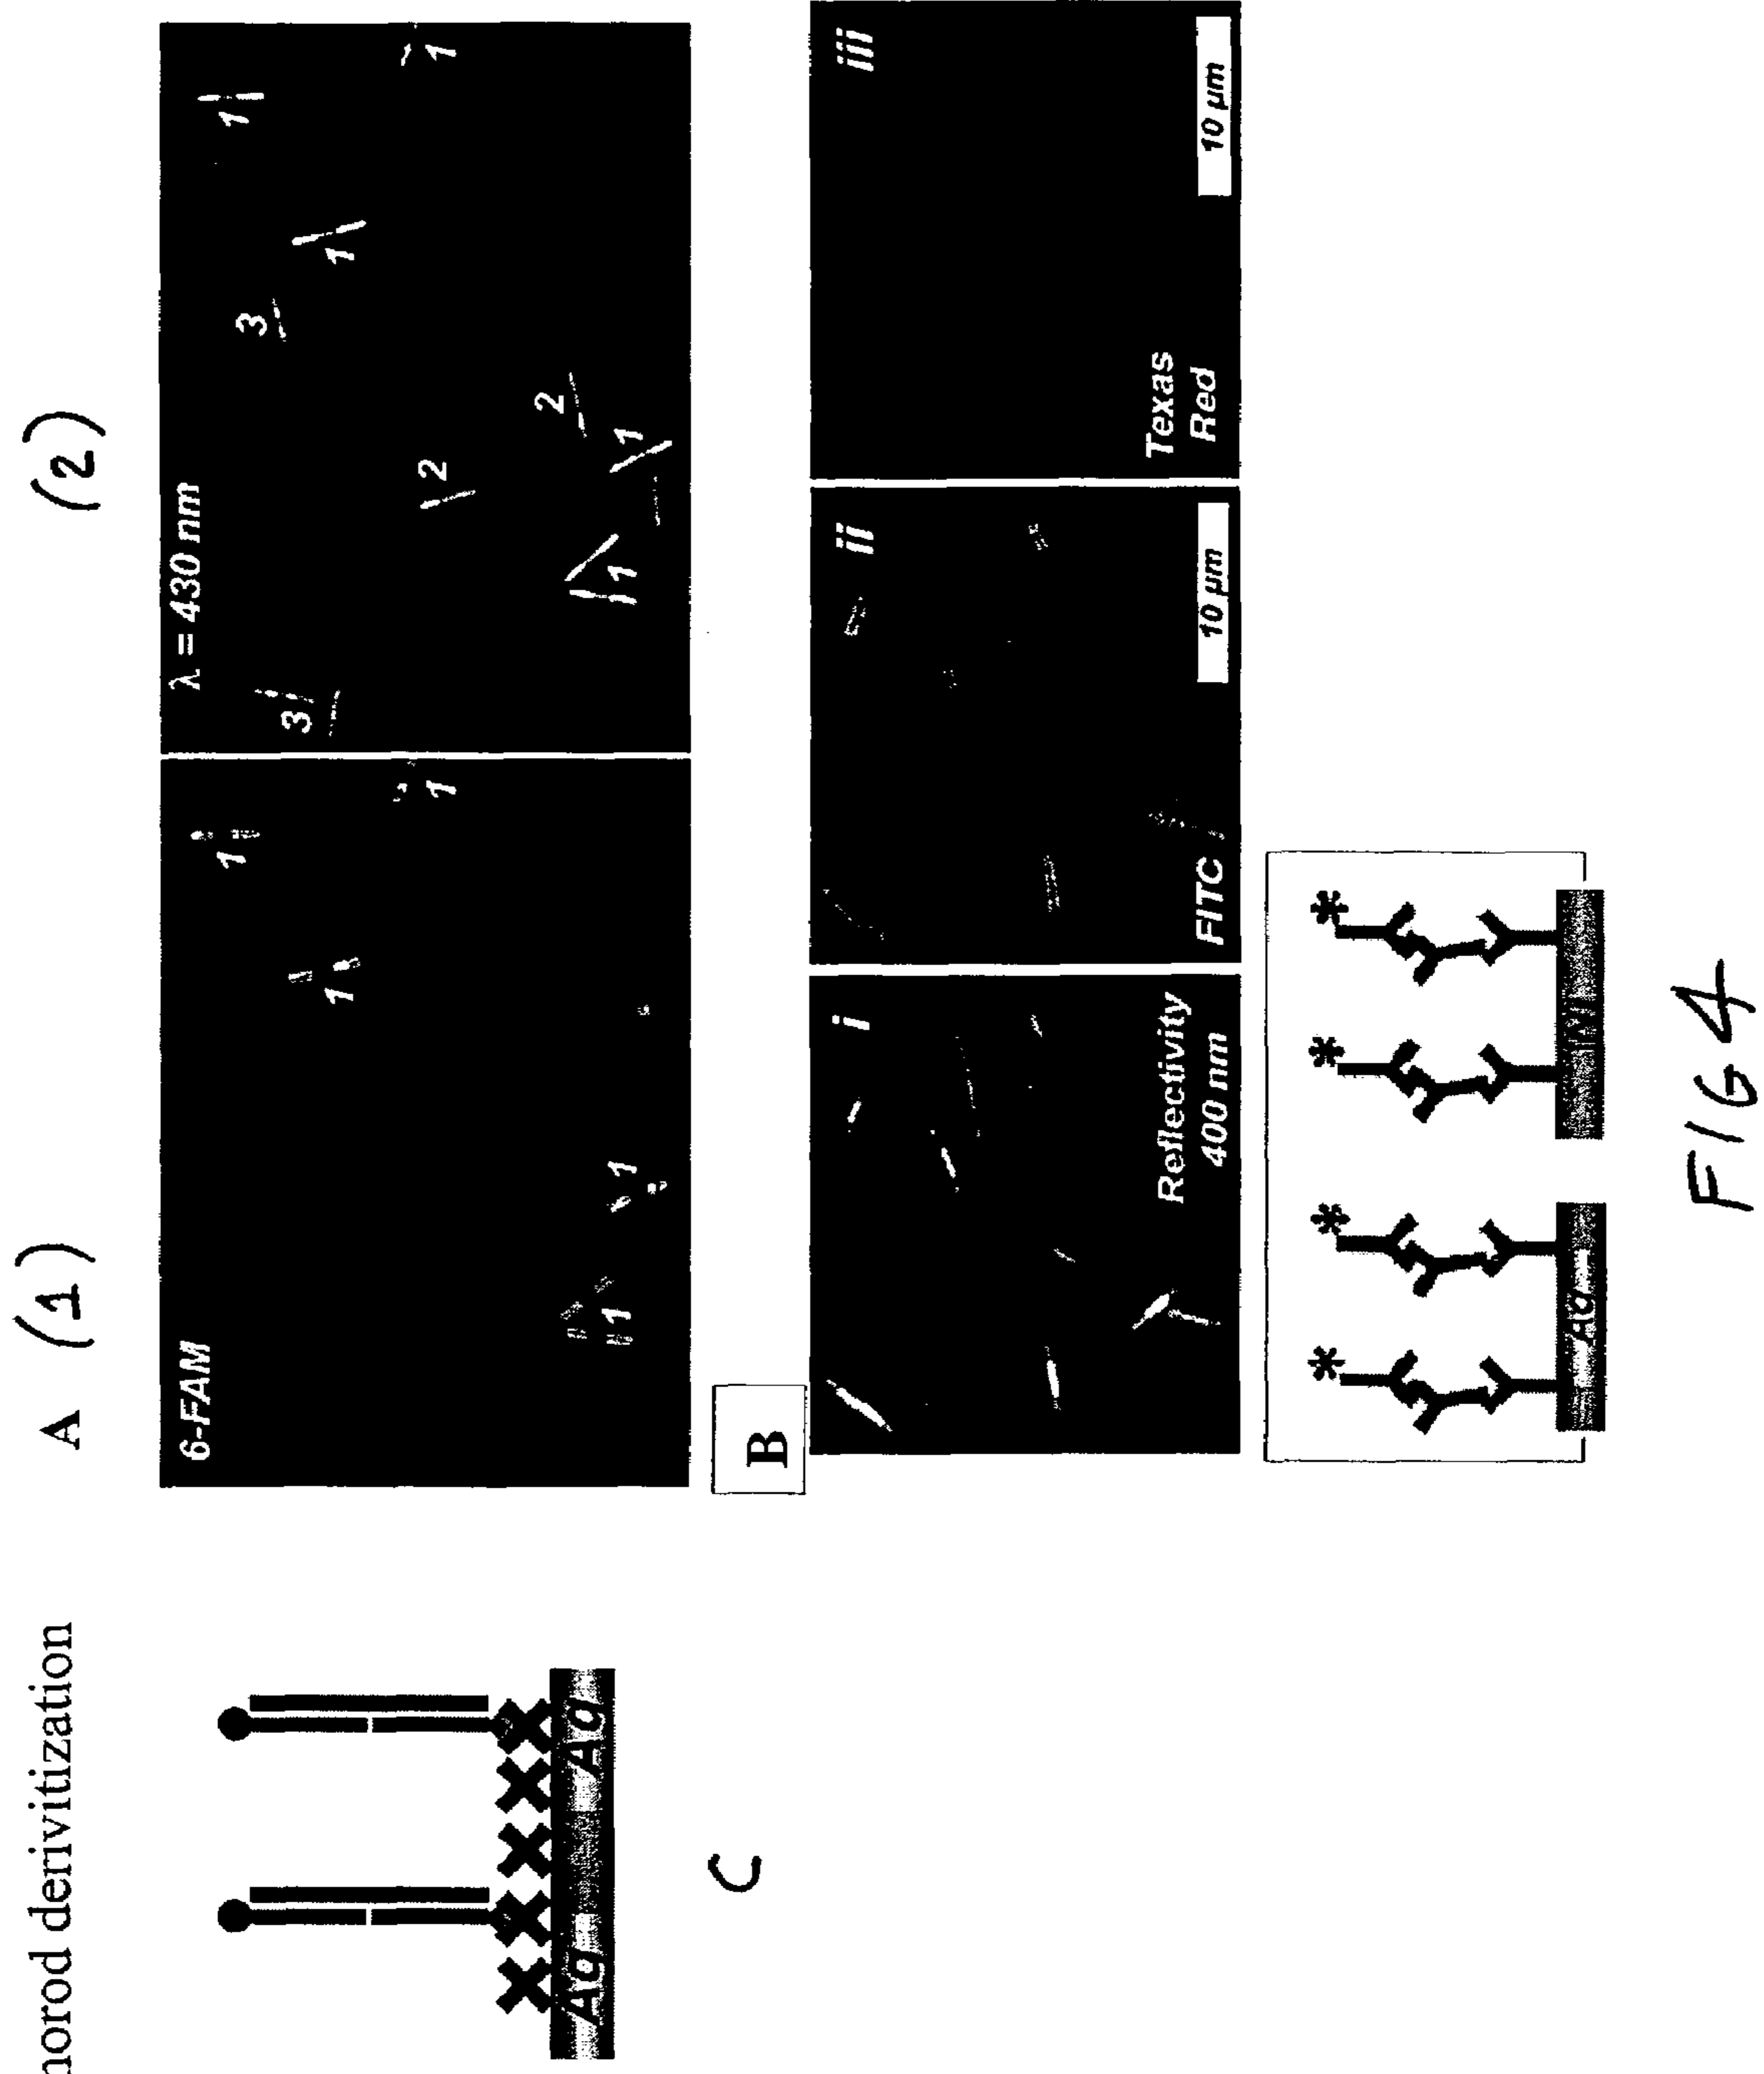 norod derivitization
A (1)
(2)
6-FAM
1
1
1
1
1
λ = 430 nm
3
3
2
2
1
1
1
1
1
B
i
Reflectivity
400 nm
ii
FITC
10 µm
iii
Texas
Red
10 µm
Ag
Ag
Ag
C
FIG 4